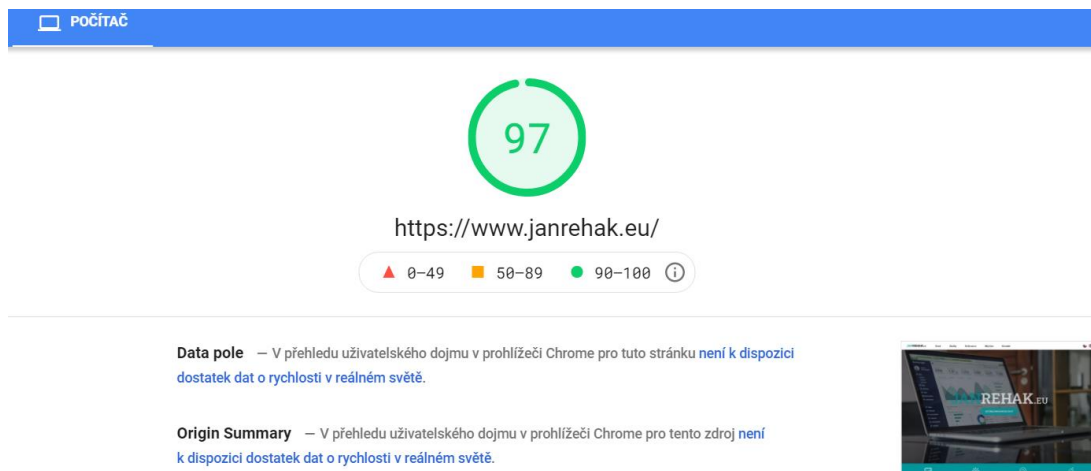 POČÍTAČ
97
https://www.janrehak.eu/
0–49 50–89 90–100
Data pole — V přehledu uživatelského dojmu v prohlížeči Chrome pro tuto stránku není k dispozici
dostatek dat o rychlosti v reálném světě.
REHAK.EU
Origin Summary — V přehledu uživatelského dojmu v prohlížeči Chrome pro tento zdroj není
k dispozici dostatek dat o rychlosti v reálném světě.